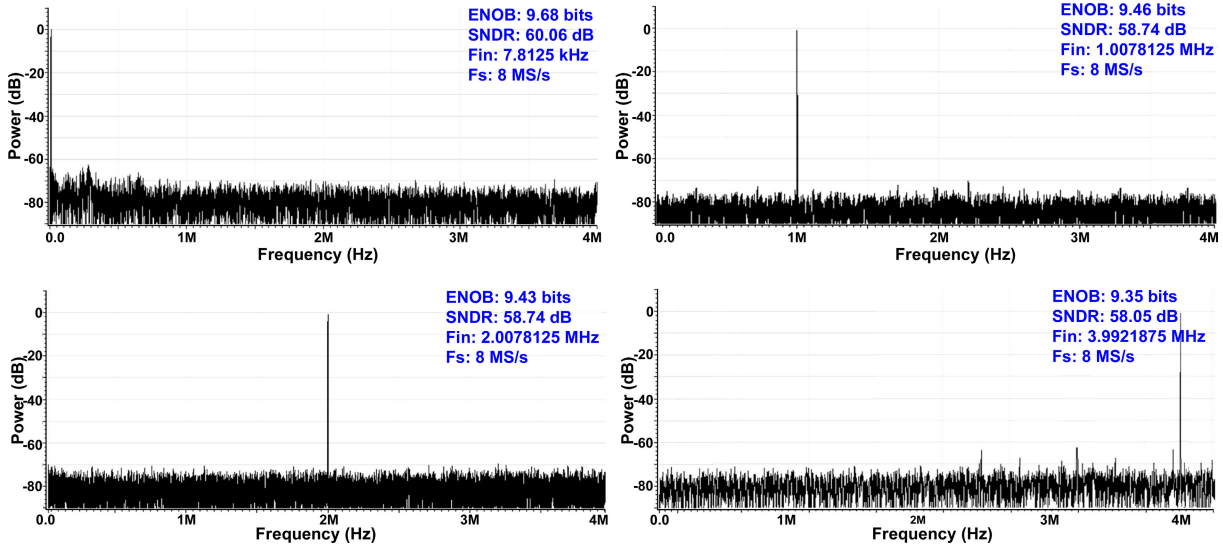 ENOB: 9.68 bits
SNDR: 60.06 dB
Fin: 7.8125 kHz
Fs: 8 MS/s
0
-20
-40
-60
-80
Power (dB)
0.0 1M 2M 3M 4M
Frequency (Hz)
ENOB: 9.46 bits
SNDR: 58.74 dB
Fin: 1.0078125 MHz
Fs: 8 MS/s
0
-20
-40
-60
-80
Power (dB)
0.0 1M 2M 3M 4M
Frequency (Hz)
ENOB: 9.43 bits
SNDR: 58.74 dB
Fin: 2.0078125 MHz
Fs: 8 MS/s
0
-20
-40
-60
-80
Power (dB)
0.0 1M 2M 3M 4M
Frequency (Hz)
ENOB: 9.35 bits
SNDR: 58.05 dB
Fin: 3.9921875 MHz
Fs: 8 MS/s
0
-20
-40
-60
-80
Power (dB)
0.0 1M 2M 3M 4M
Frequency (Hz)